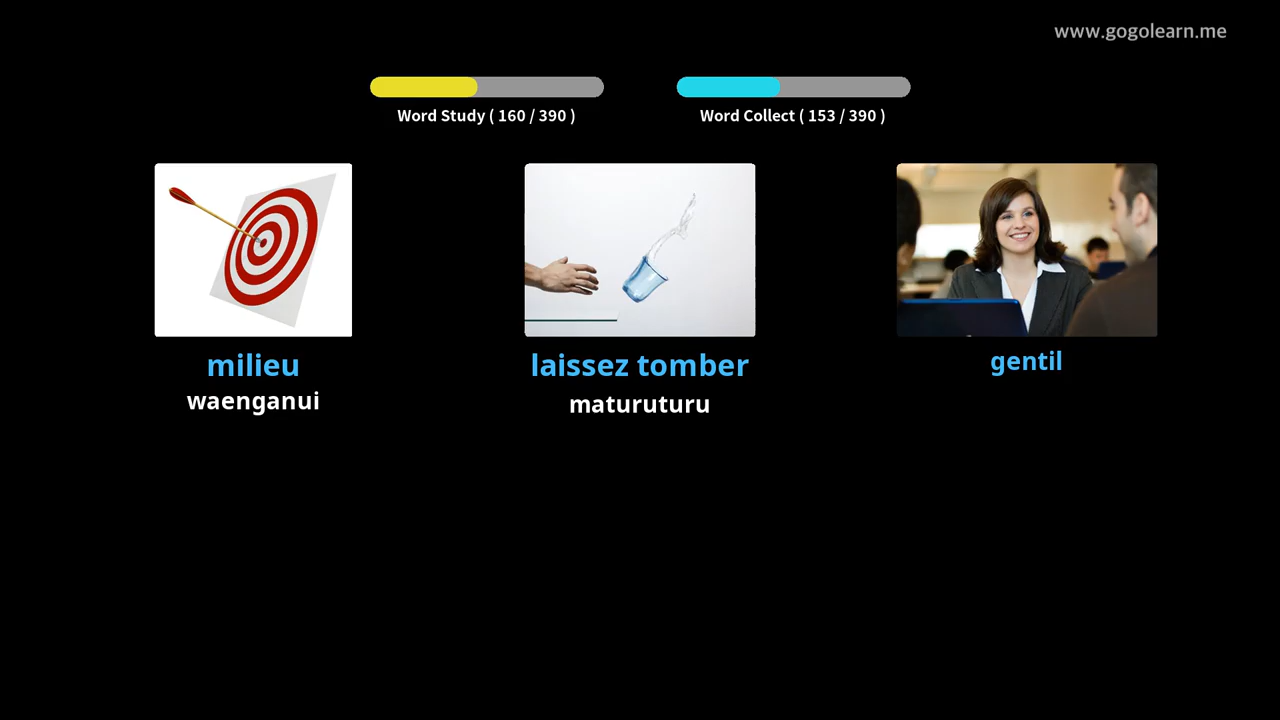 www.gogolearn.me
Word Study ( 160 / 390 )
Word Collect ( 153 / 390 )
milieu
waenganui
laissez tomber
maturuturu
gentil